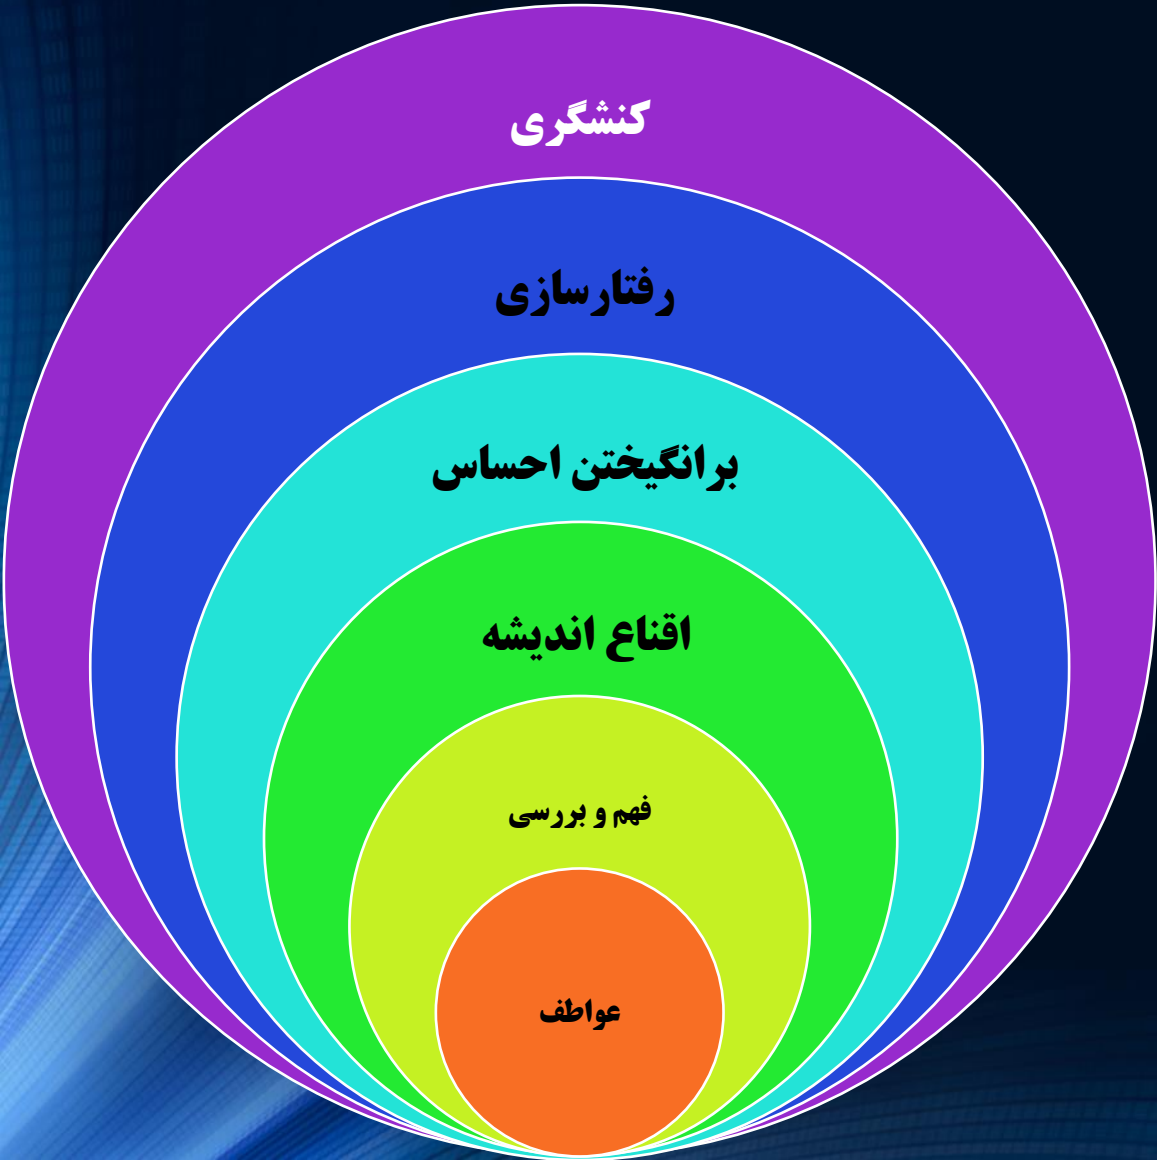 کنشگری
رفتارسازی
برانگیختن احساس
اقناع اندیشه
فهم و بررسی
عواطف